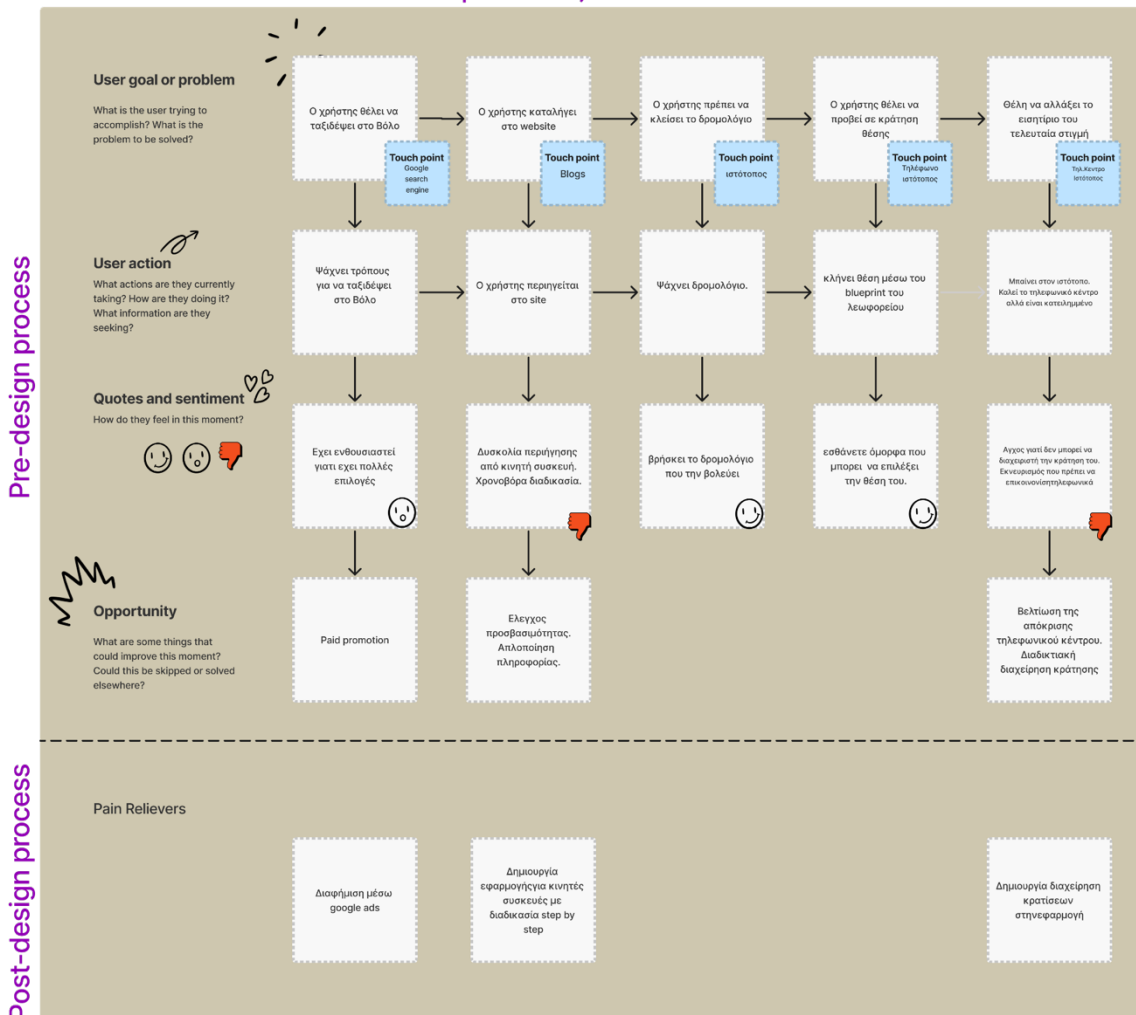 User goal or problem
What is the user trying to
accomplish? What is the
problem to be solved?
Ο χρήστης θέλει να
ταξιδέψει στο Βόλο
Touch point
Google
search
engine
Ο χρήστης καταλήγει
στο website
Touch point
Blogs
Ο χρήστης πρέπει να
κλείσει το δρομολόγιο
Touch point
ιστότοπος
Ο χρήστης θέλει να
προβεί σε κράτηση
θέσης
Touch point
Τηλέφωνο
ιστότοπος
Θέλη να αλλάξει το
εισητίριο του
τελευταία στιγμή
Touch point
Τηλ.Κεντρο
ιστότοπος
Pre-design process
User action
What actions are they currently
taking? How are they doing it?
What information are they
seeking?
Ψάχνει τρόπους
για να ταξιδέψει
στο Βόλο
Ο χρήστης περιηγείται
στο site
Ψάχνει δρομολόγιο.
κλήνει θέση μέσω του
blueprint του
λεωφορείου
Μπαίνει στον ιστότοπο.
Καλεί το τηλεφωνικό κέντρο
αλλά είναι κατειλημμένο
Quotes and sentiment
How do they feel in this moment?
Εχει ενθουσιαστεί
γιατι εχει πολλές
επιλογές
Δυσκολία περιήγησης
από κινητή συσκευή.
Χρονοβόρα διαδικασία.
βρήσκει το δρομολόγιο
που την βολεύει
εσθάνετε όμορφα που
μπορει να επιλέξει
την θέση του.
Αγχος γιατί δεν μπορεί να
διαχειριστή την κράτηση του.
Εκνευρισμός που πρέπει να
επικοινονίσητηλεφωνικά
Opportunity
What are some things that
could improve this moment?
Could this be skipped or solved
elsewhere?
Paid promotion
Ελεγχος
προσβασιμότητας.
Απλοποίηση
πληροφορίας.
Βελτίωση της
απόκρισης
τηλεφωνικού κέντρου.
Διαδικτιακή
διαχείρηση κράτησης
Post-design process
Pain Relievers
Διαφήμιση μέσω
google ads
Δημιουργία
εφαρμογήςγια κινητές
συσκευές με
διαδικασία step by
step
Δημιουργία διαχείρηση
κρατίσεων
στηνεφαρμογή